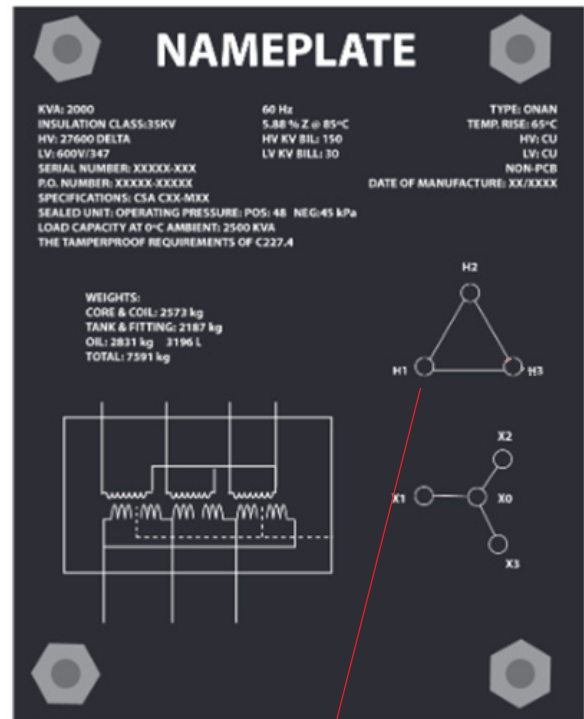 NAMEPLATE
KVA: 2000 60 Hz TYPE: ONAN
INSULATION CLASS:35KV 5.88 % Z @ 85ºC TEMP. RISE: 65ºC
HV: 27600 DELTA HV KV BIL: 150 HV: CU
LV: 600V/347 LV KV BILL: 30 LV: CU
SERIAL NUMBER: XXXXX-XXX NON-PCB
P.O. NUMBER: XXXXX-XXXXX DATE OF MANUFACTURE: XX/XXXX
SPECIFICATIONS: CSA CXX-MXX
SEALED UNIT: OPERATING PRESSURE: POS: 48 NEG:45 kPa
LOAD CAPACITY AT 0ºC AMBIENT: 2500 KVA
THE TAMPERPROOF REQUIREMENTS OF C227.4
H2
WEIGHTS:
CORE & COIL: 2573 kg
TANK & FITTING: 2187 kg
OIL: 2831 kg 3196 L
TOTAL: 7591 kg
H1 H3
X2
X1 X0
X3